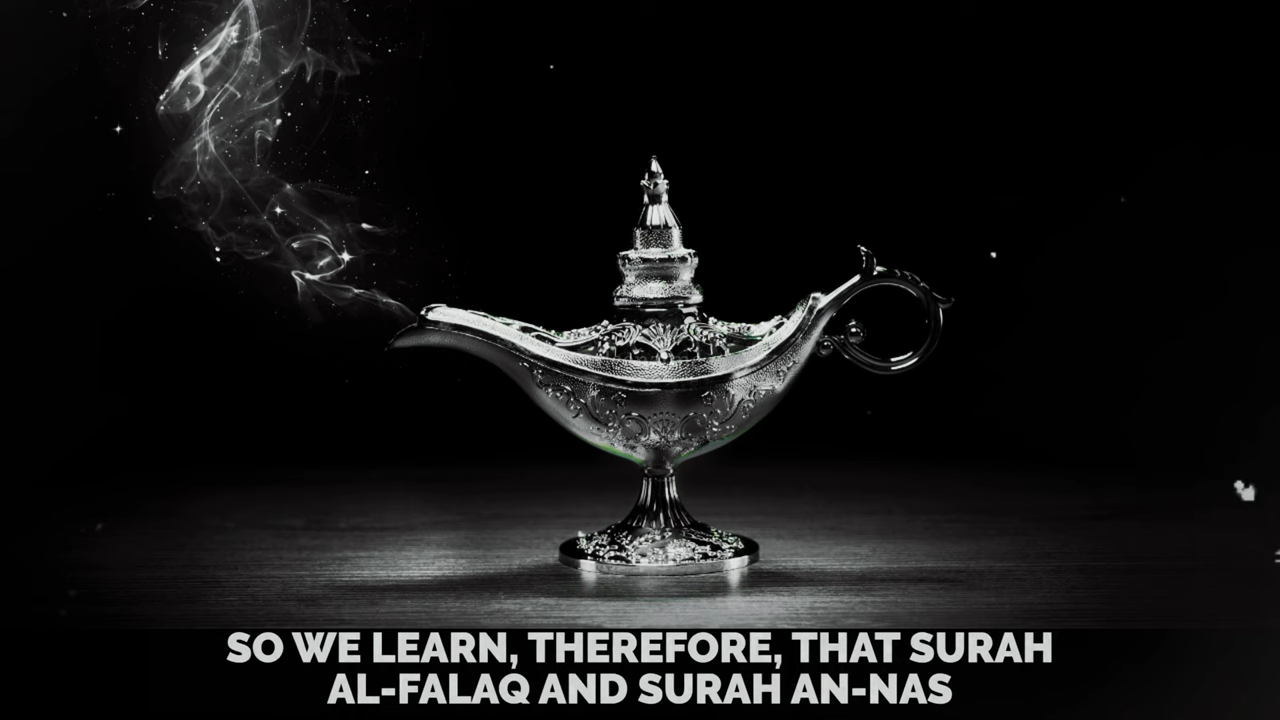 SO WE LEARN, THEREFORE, THAT SURAH
AL-FALAQ AND SURAH AN-NAS